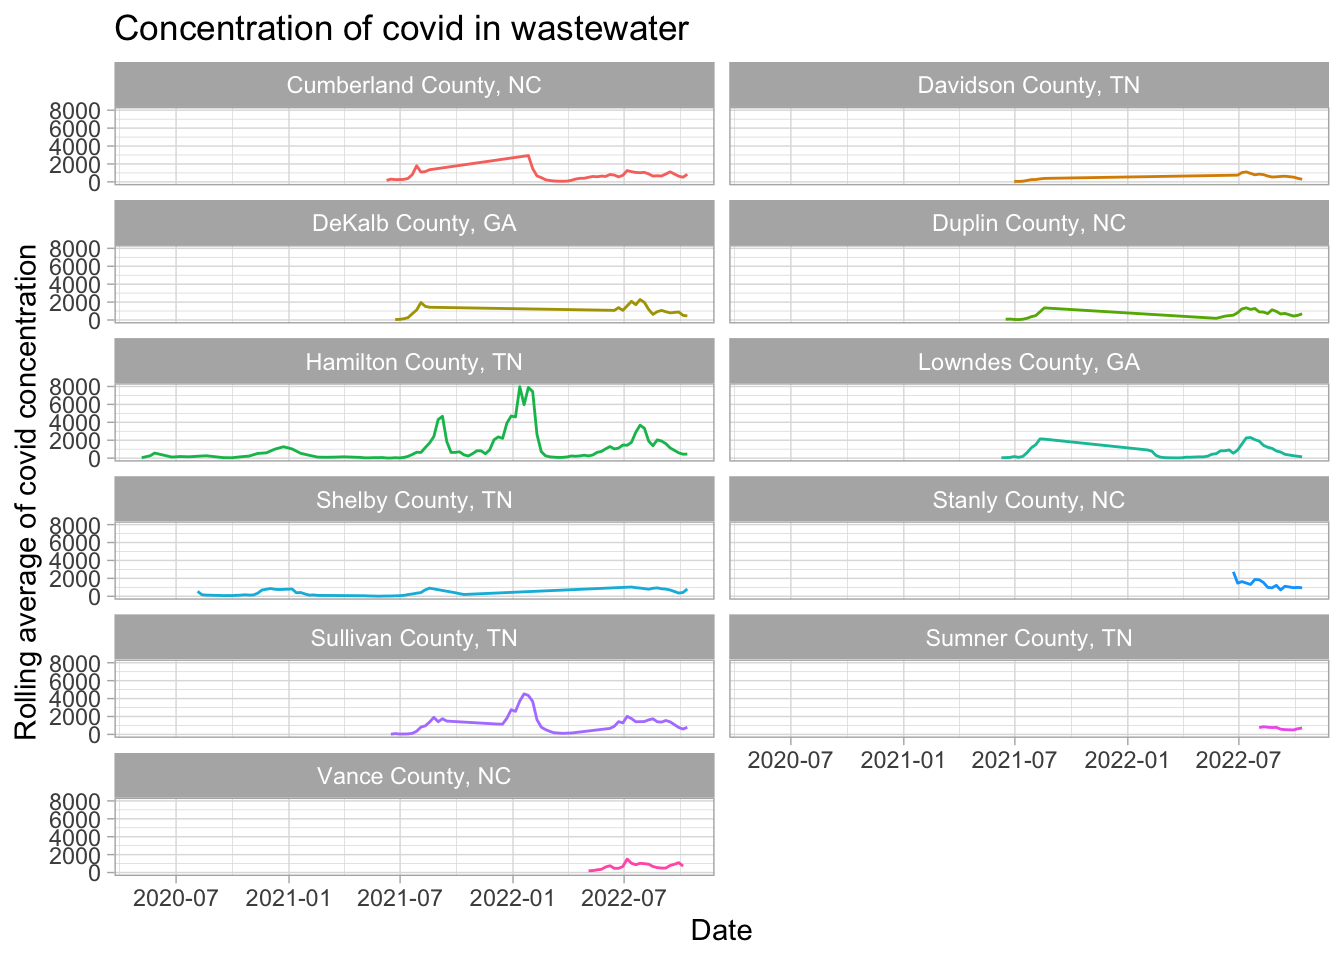 Concentration of covid in wastewater
Rolling average of covid concentration
Cumberland County, NC
8000
6000
4000
2000
0
Davidson County, TN
DeKalb County, GA
8000
6000
4000
2000
0
Duplin County, NC
Hamilton County, TN
8000
6000
4000
2000
0
Lowndes County, GA
Shelby County, TN
8000
6000
4000
2000
0
Stanly County, NC
Sullivan County, TN
8000
6000
4000
2000
0
Sumner County, TN
2020-07 2021-01 2021-07 2022-01 2022-07
Vance County, NC
8000
6000
4000
2000
0
2020-07 2021-01 2021-07 2022-01 2022-07
Date